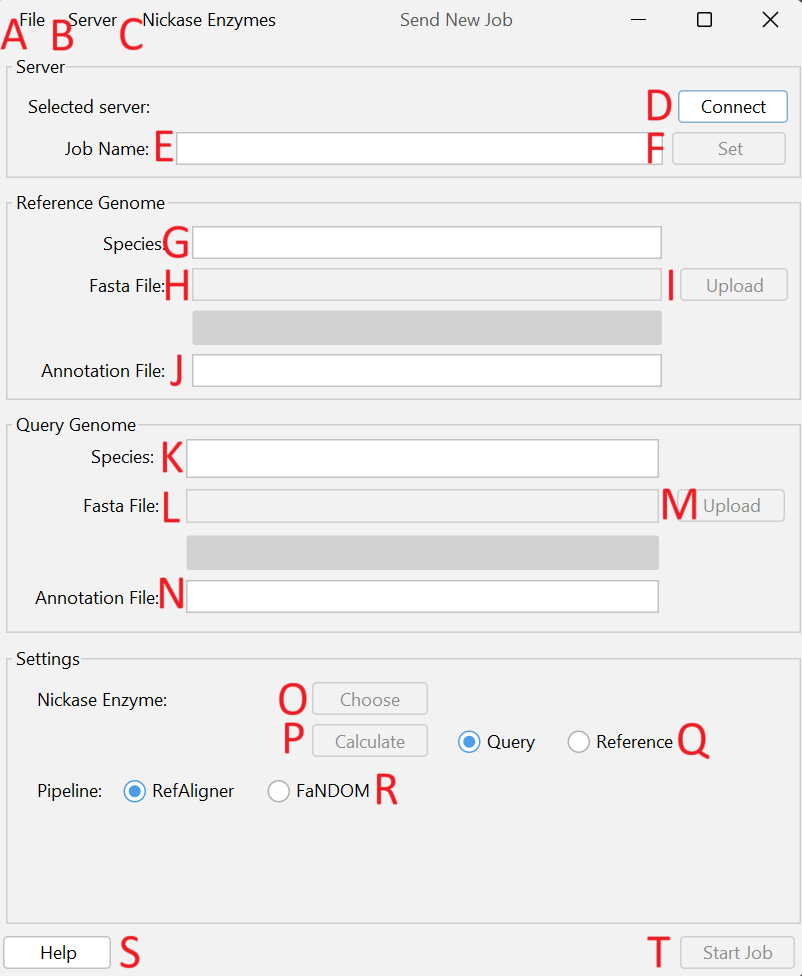 A File B Server C Nickase Enzymes Send New Job
Server
Selected server: D Connect
Job Name: E F Set
Reference Genome
Species: G
Fasta File: H I Upload
Annotation File: J
Query Genome
Species: K
Fasta File: L M Upload
Annotation File: N
Settings
Nickase Enzyme: O Choose
P Calculate Query Reference Q
Pipeline: RefAligner FaNDOM R
Help S T Start Job